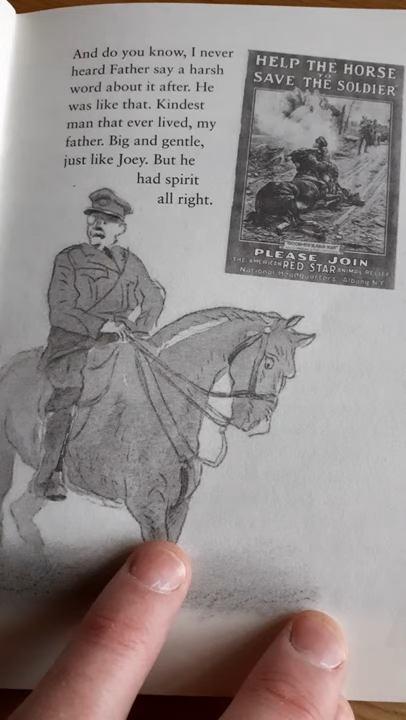 And do you know, I never
heard Father say a harsh
word about it after. He
was like that. Kindest
man that ever lived, my
father. Big and gentle,
just like Joey. But he
had spirit
all right.
HELP THE HORSE
TO
SAVE THE SOLDIER
PLEASE JOIN
THE AMERICAN RED STAR ANIMAL RELIEF
National Headquarters Albany N.Y.